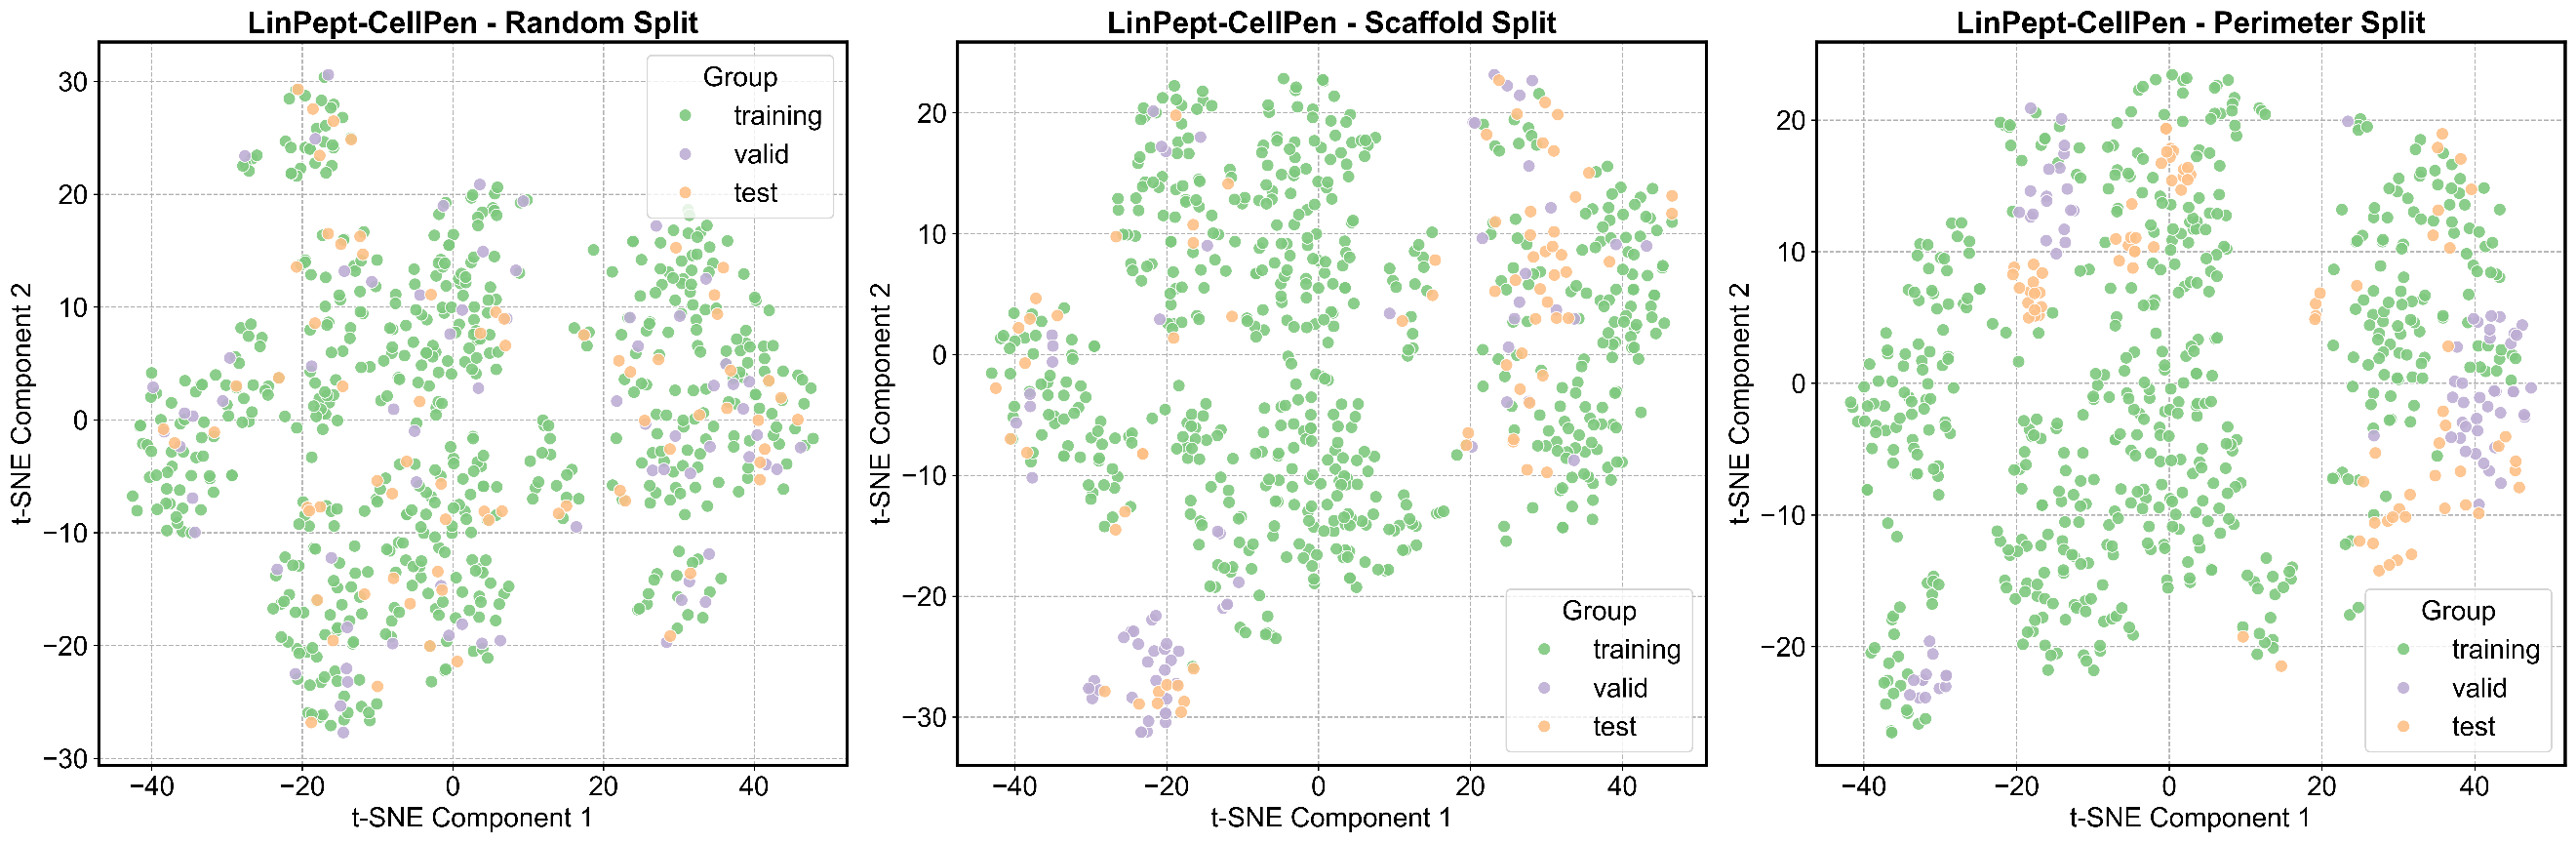 LinPept-CellPen - Random Split
t-SNE Component 2
30
20
10
0
−10
−20
−30
Group
training
valid
test
−40 −20 0 20 40
t-SNE Component 1
LinPept-CellPen - Scaffold Split
t-SNE Component 2
20
10
0
−10
−20
−30
Group
training
valid
test
−40 −20 0 20 40
t-SNE Component 1
LinPept-CellPen - Perimeter Split
t-SNE Component 2
20
10
0
−10
−20
Group
training
valid
test
−40 −20 0 20 40
t-SNE Component 1